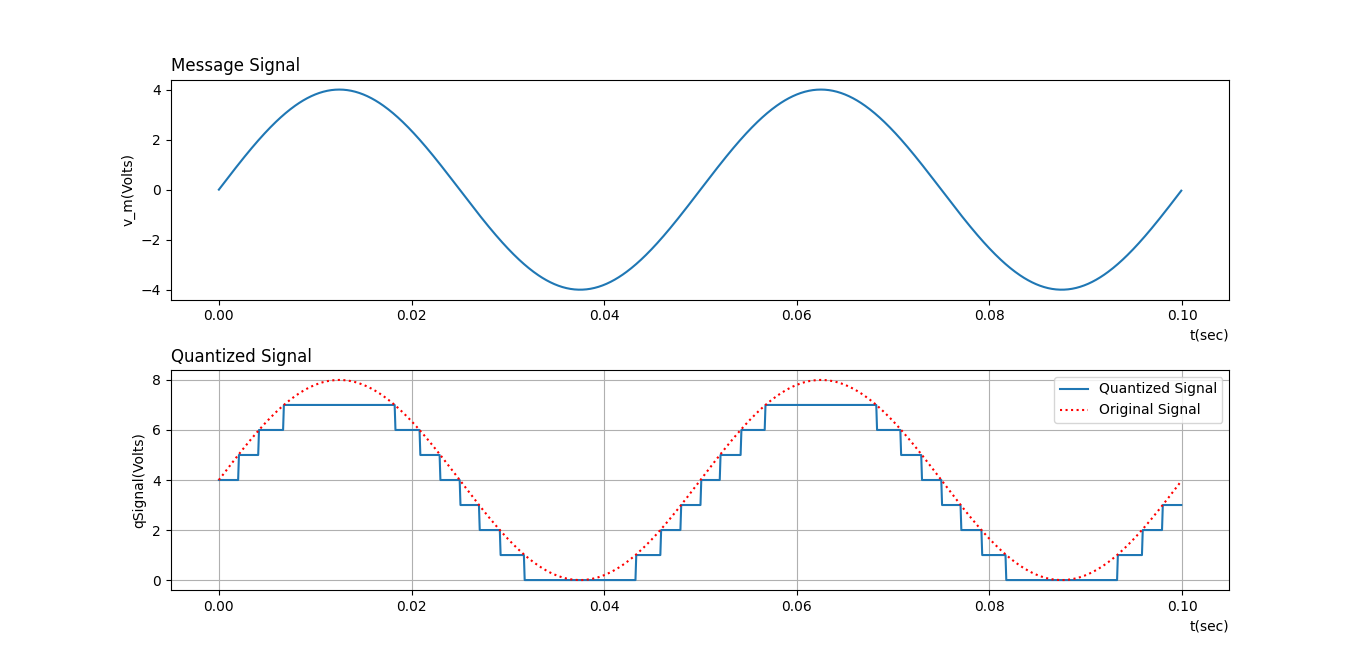 Message Signal
v_m(Volts)
4
2
0
−2
−4
0.00 0.02 0.04 0.06 0.08 0.10
t(sec)
Quantized Signal
qSignal(Volts)
8
6
4
2
0
Quantized Signal
Original Signal
0.00 0.02 0.04 0.06 0.08 0.10
t(sec)